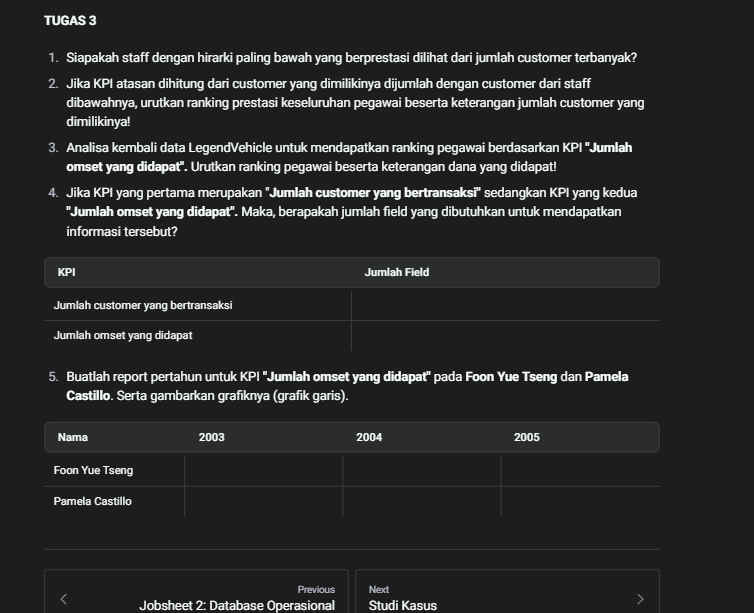 TUGAS 3
1. Siapakah staff dengan hirarki paling bawah yang berprestasi dilihat dari jumlah customer terbanyak?
2. Jika KPI atasan dihitung dari customer yang dimilikinya dijumlah dengan customer dari staff
dibawahnya, urutkan ranking prestasi keseluruhan pegawai beserta keterangan jumlah customer yang
dimilikinya!
3. Analisa kembali data LegendVehicle untuk mendapatkan ranking pegawai berdasarkan KPI "Jumlah
omset yang didapat". Urutkan ranking pegawai beserta keterangan dana yang didapat!
4. Jika KPI yang pertama merupakan "Jumlah customer yang bertransaksi" sedangkan KPI yang kedua
"Jumlah omset yang didapat". Maka, berapakah jumlah field yang dibutuhkan untuk mendapatkan
informasi tersebut?
KPI Jumlah Field
Jumlah customer yang bertransaksi
Jumlah omset yang didapat
5. Buatlah report pertahun untuk KPI "Jumlah omset yang didapat" pada Foon Yue Tseng dan Pamela
Castillo. Serta gambarkan grafiknya (grafik garis).
Nama 2003 2004 2005
Foon Yue Tseng
Pamela Castillo
Previous
Jobsheet 2: Database Operasional
Next
Studi Kasus